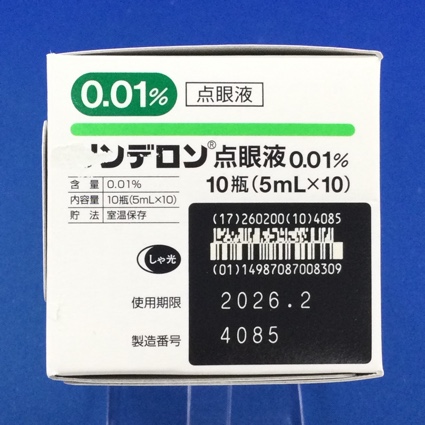 0.01% 点眼液
ンデロン®点眼液0.01%
10瓶(5mL×10)
含 量 0.01%
内容量 10瓶(5mL×10)
貯 法 室温保存
(17)260200(10)4085
しゃ光
(01)14987087008309
使用期限 2026.2
製造番号 4085